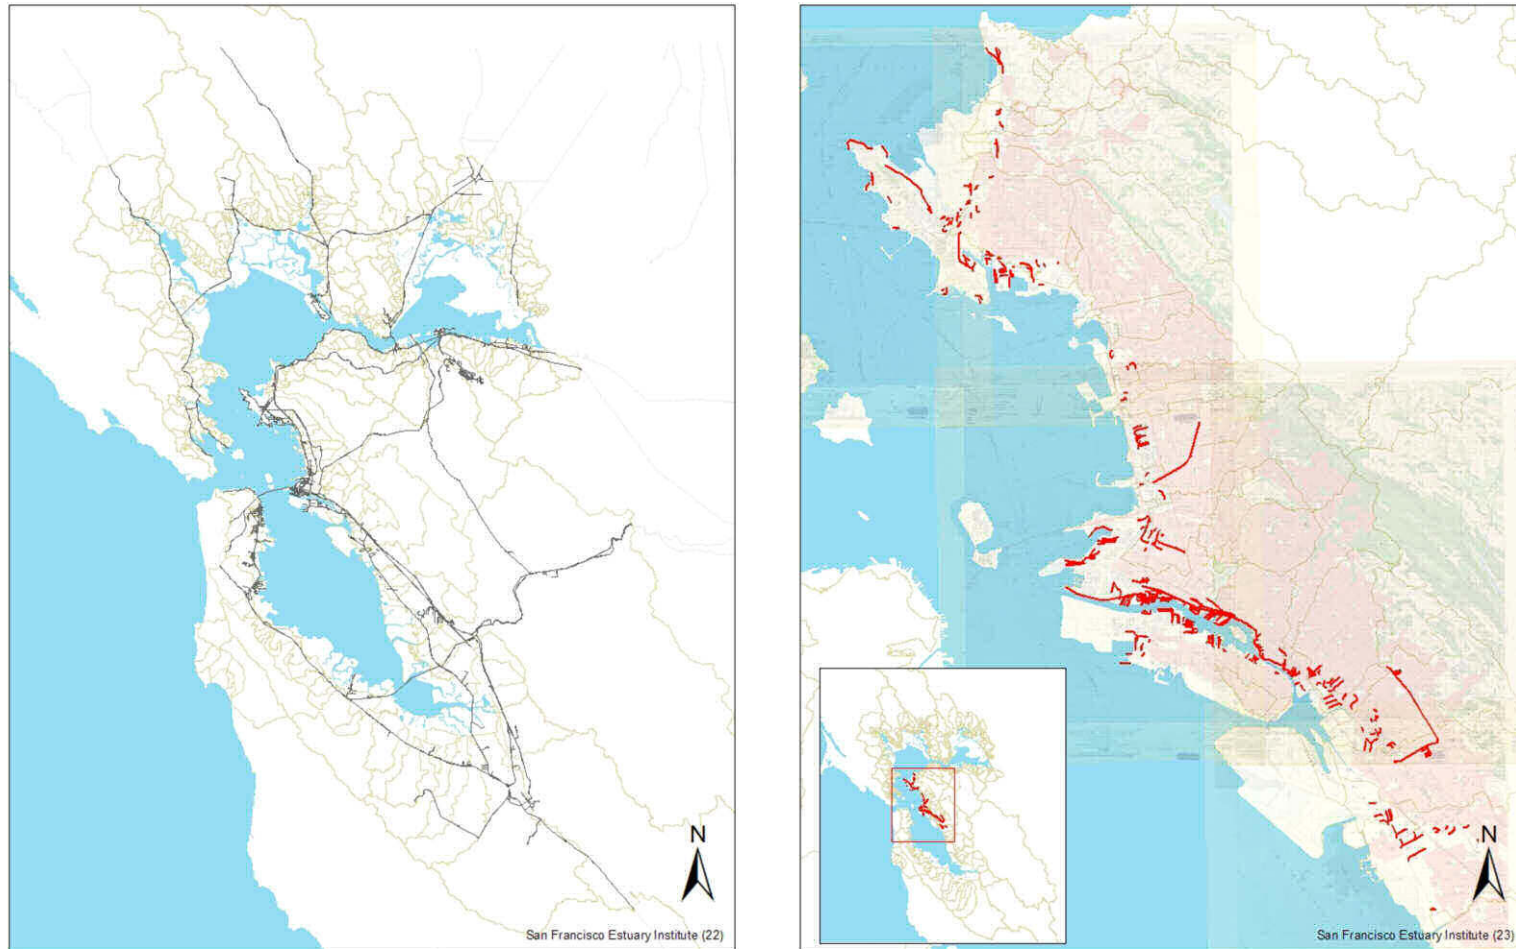 N
San Francisco Estuary Institute (22)
N
San Francisco Estuary Institute (23)